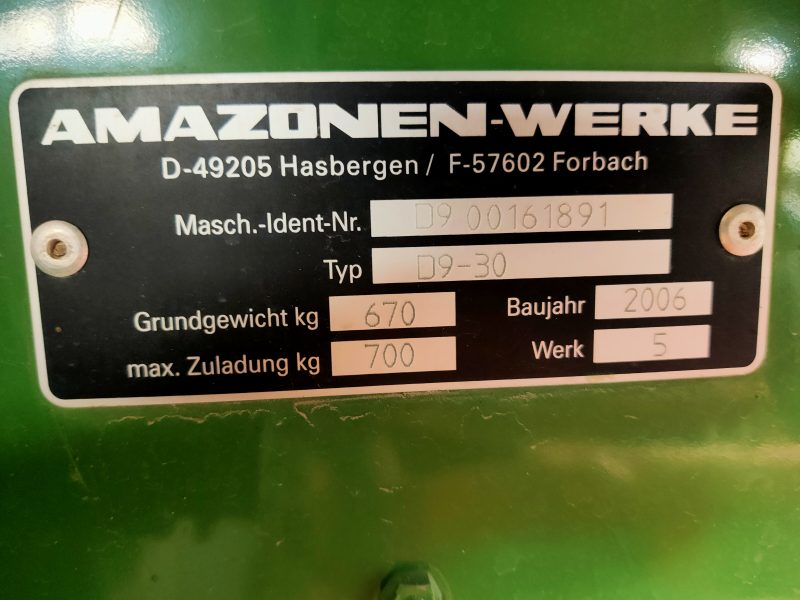 AMAZONEN-WERKE
D-49205 Hasbergen / F-57602 Forbach
Masch.-Ident-Nr. D9 00161891
Typ D9-30
Grundgewicht kg 670 Baujahr 2006
max. Zuladung kg 700 Werk 5